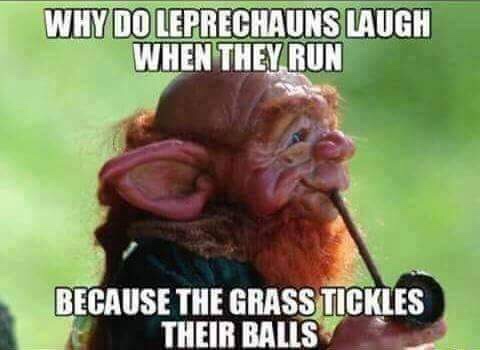 WHY DO LEPRECHAUNS LAUGH
WHEN THEY RUN
BECAUSE THE GRASS TICKLES
THEIR BALLS